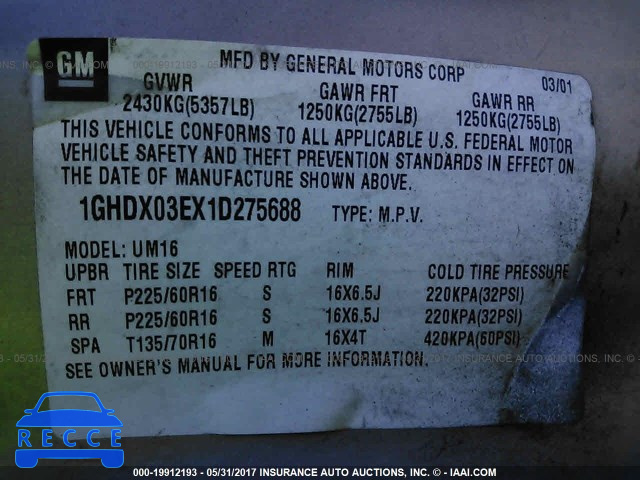 GM
MFD BY GENERAL MOTORS CORP 03/01
GVWR GAWR FRT GAWR RR
2430KG(5357LB) 1250KG(2755LB) 1250KG(2755LB)
THIS VEHICLE CONFORMS TO ALL APPLICABLE U.S. FEDERAL MOTOR
VEHICLE SAFETY AND THEFT PREVENTION STANDARDS IN EFFECT ON
THE DATE OF MANUFACTURE SHOWN ABOVE.
1GHDX03EX1D275688 TYPE: M.P.V.
MODEL: UM16
UPBR TIRE SIZE SPEED RTG RIM COLD TIRE PRESSURE
FRT P225/60R16 S 16X6.5J 220KPA(32PSI)
RR P225/60R16 S 16X6.5J 220KPA(32PSI)
SPA T135/70R16 M 16X4T 420KPA(60PSI)
SEE OWNER'S MANUAL FOR MORE INFORMATION.
RECCE
000-19912193 - 05/31/2017 INSURANCE AUTO AUCTIONS, INC. - IAAI.COM